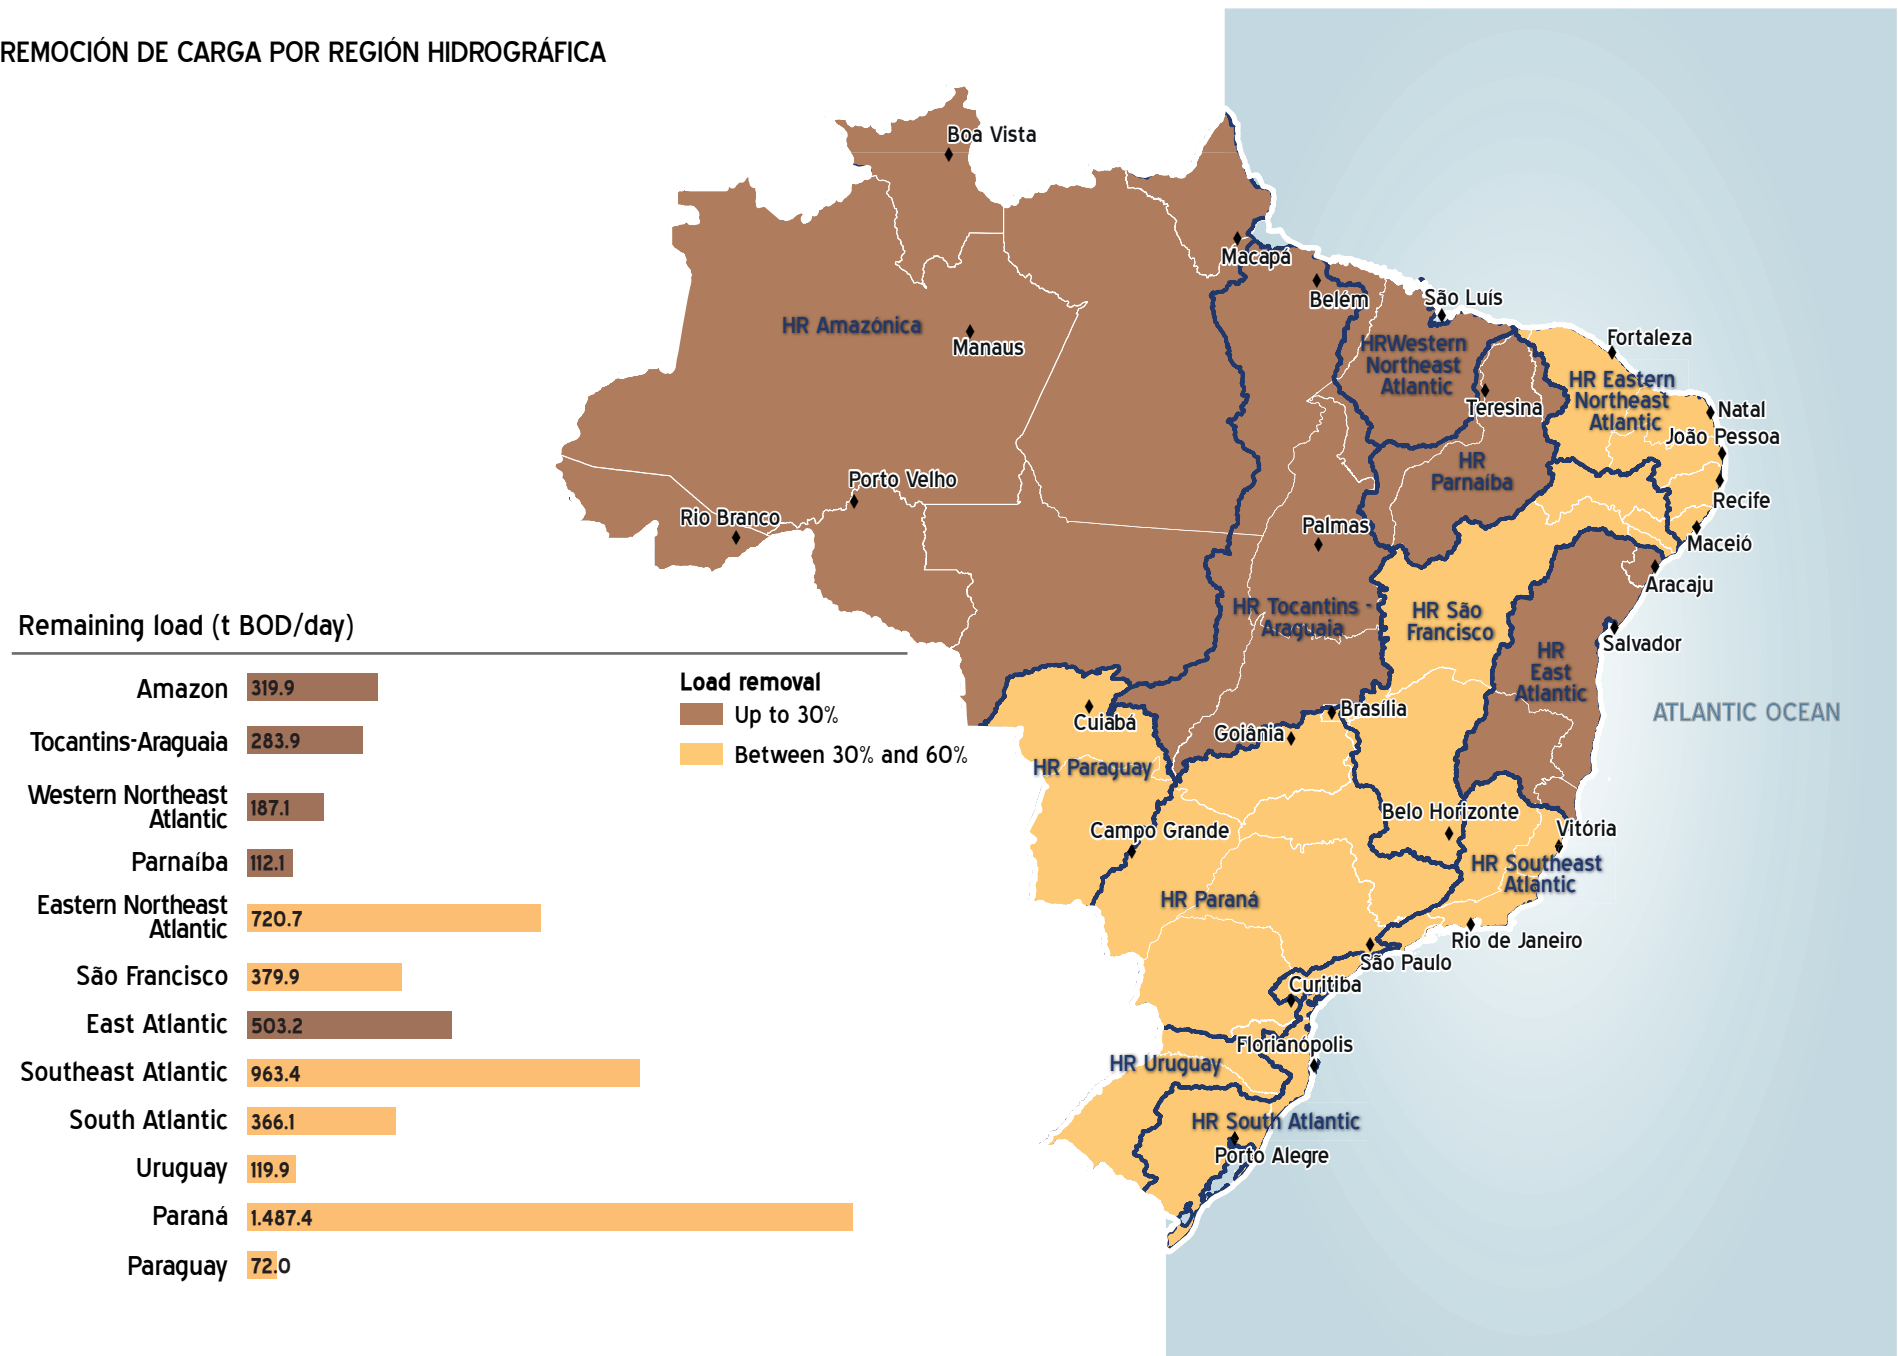 REMOCIÓN DE CARGA POR REGIÓN HIDROGRÁFICA
Boa Vista
Macapá
Belém
São Luís
HR Amazónica
Manaus
HRWestern
Northeast
Atlantic
Fortaleza
HR Eastern
Northeast
Atlantic
Teresina
Natal
João Pessoa
HR
Parnaíba
Porto Velho
Recife
Rio Branco
Palmas
Maceió
Aracaju
HR Tocantins -
Araguaia
HR São
Francisco
Salvador
HR
East
Atlantic
ATLANTIC OCEAN
Brasília
Cuiabá
Goiânia
HR Paraguay
Belo Horizonte
Campo Grande
Vitória
HR Southeast
Atlantic
HR Paraná
Rio de Janeiro
São Paulo
Curitiba
Florianópolis
HR Uruguay
HR South Atlantic
Porto Alegre
Remaining load (t BOD/day)
Amazon 319.9
Tocantins-Araguaia 283.9
Western Northeast
Atlantic 187.1
Parnaíba 112.1
Eastern Northeast
Atlantic 720.7
São Francisco 379.9
East Atlantic 503.2
Southeast Atlantic 963.4
South Atlantic 366.1
Uruguay 119.9
Paraná 1.487.4
Paraguay 72.0
Load removal
Up to 30%
Between 30% and 60%